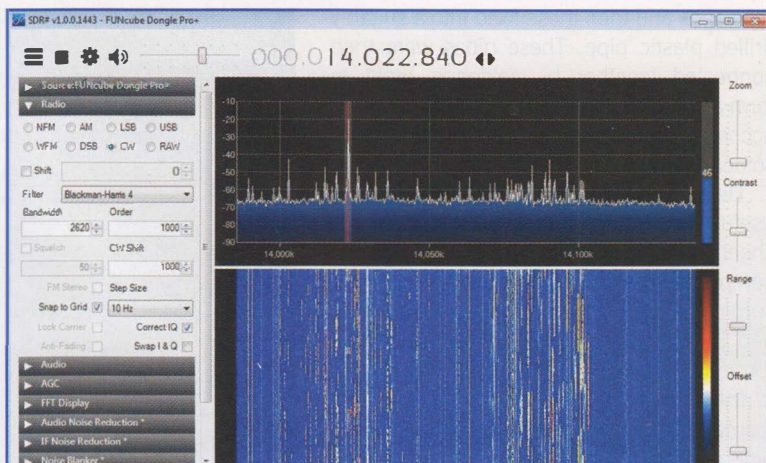 SDR# v1.0.0.1443 - FUNcube Dongle Pro+
000.014.022.840
Source: FUNcube Dongle Pro+
Radio
NFM AM LSB USB
WFM DSB CW RAW
Shift 0
Filter Blackman-Harris 4
Bandwidth Order
2620 1000
Squelch CW Shift
50 1000
FM Stereo Step Size
Snap to Grid 10 Hz
Lock Carrier Correct IQ
Anti-Fading Swap I & Q
Audio
AGC
FFT Display
Audio Noise Reduction *
IF Noise Reduction *
Noise Blanker *
-10
-20
-30
-40
-50
-60
-70
-80
-90
14,000k 14,050k 14,100k
46
Zoom
Contrast
Range
Offset